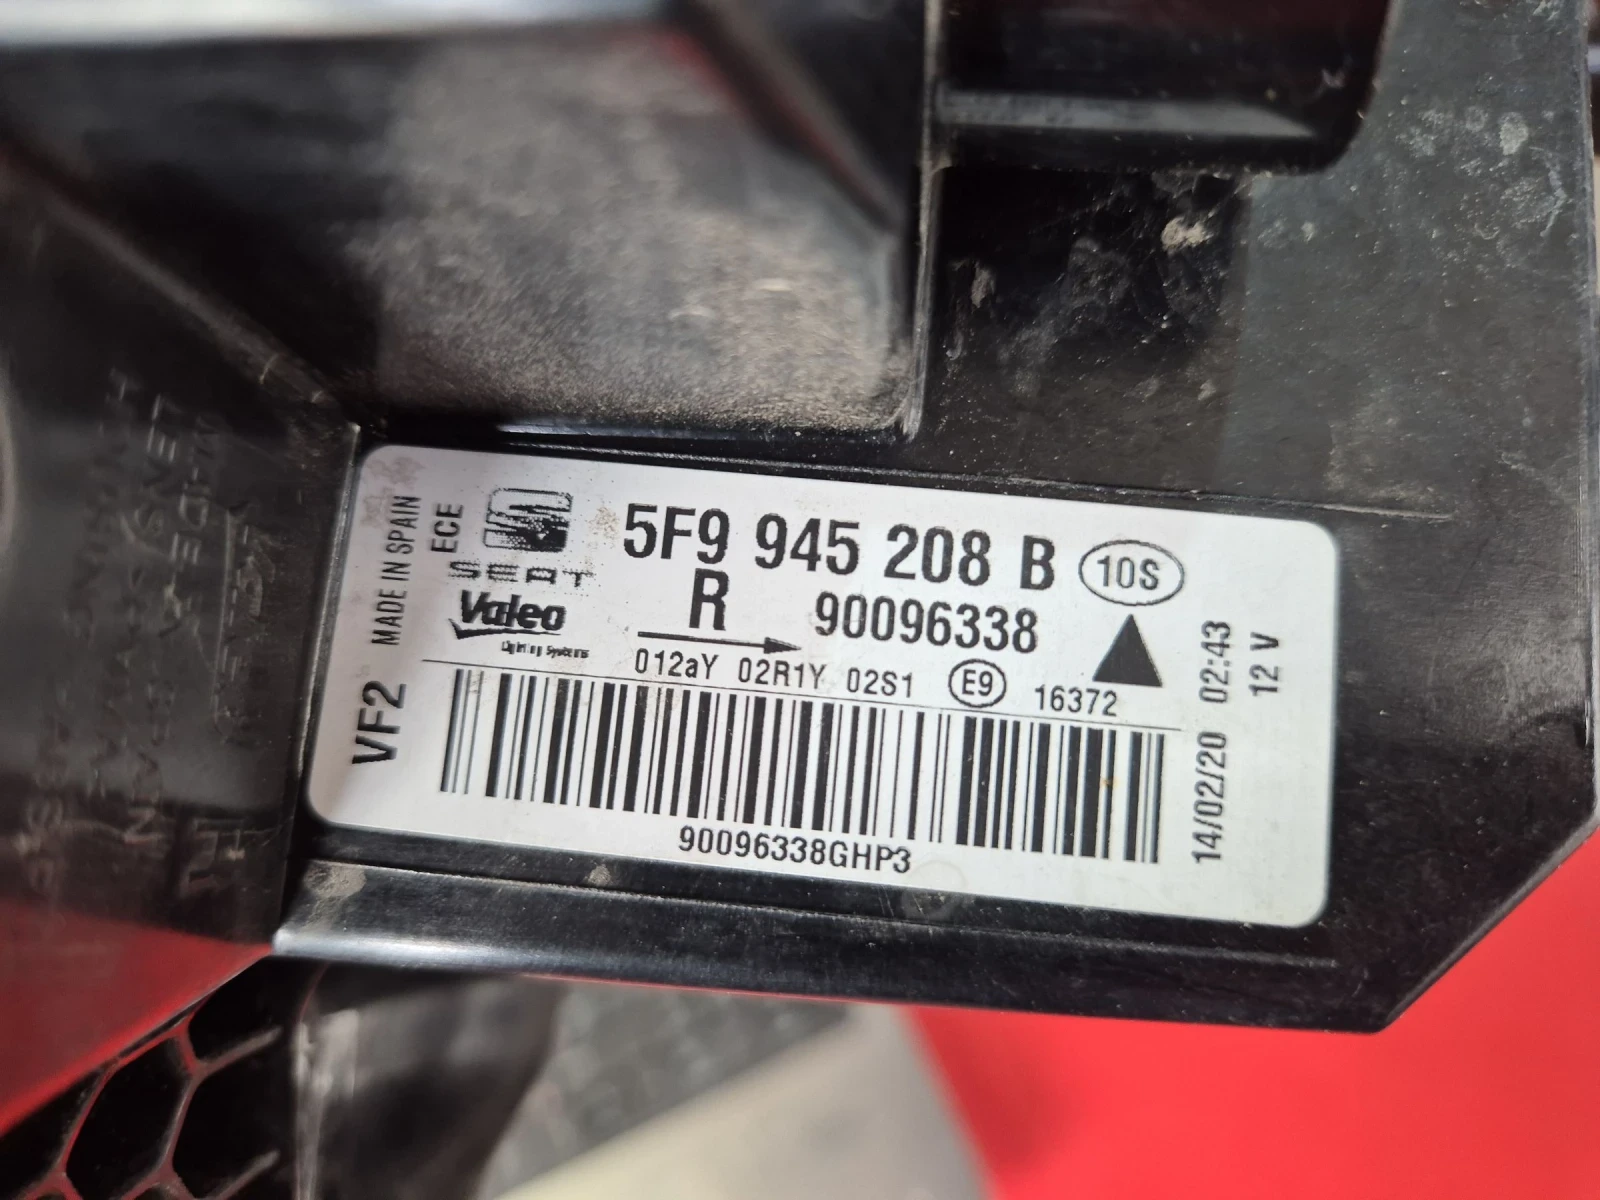 MADE IN SPAIN
ECE
SEAT
5F9 945 208 B 10S
R 90096338
Valeo
Lighting Systems
012aY 02R1Y 02S1 E9 16372
VF2
90096338GHP3
14/02/20 02:43
12 V